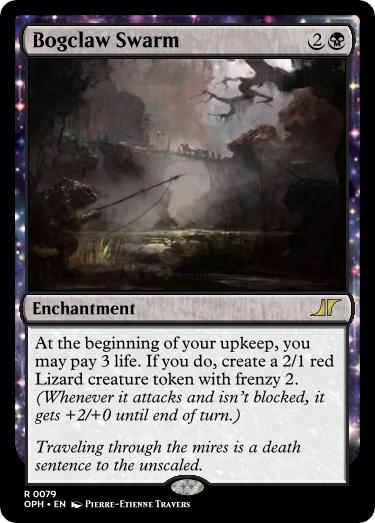 Bogclaw Swarm 2
Enchantment
At the beginning of your upkeep, you
may pay 3 life. If you do, create a 2/1 red
Lizard creature token with frenzy 2.
(Whenever it attacks and isn't blocked, it
gets +2/+0 until end of turn.)
Traveling through the mires is a death
sentence to the unscaled.
R 0079
OPH • EN Pierre-Etienne Travers